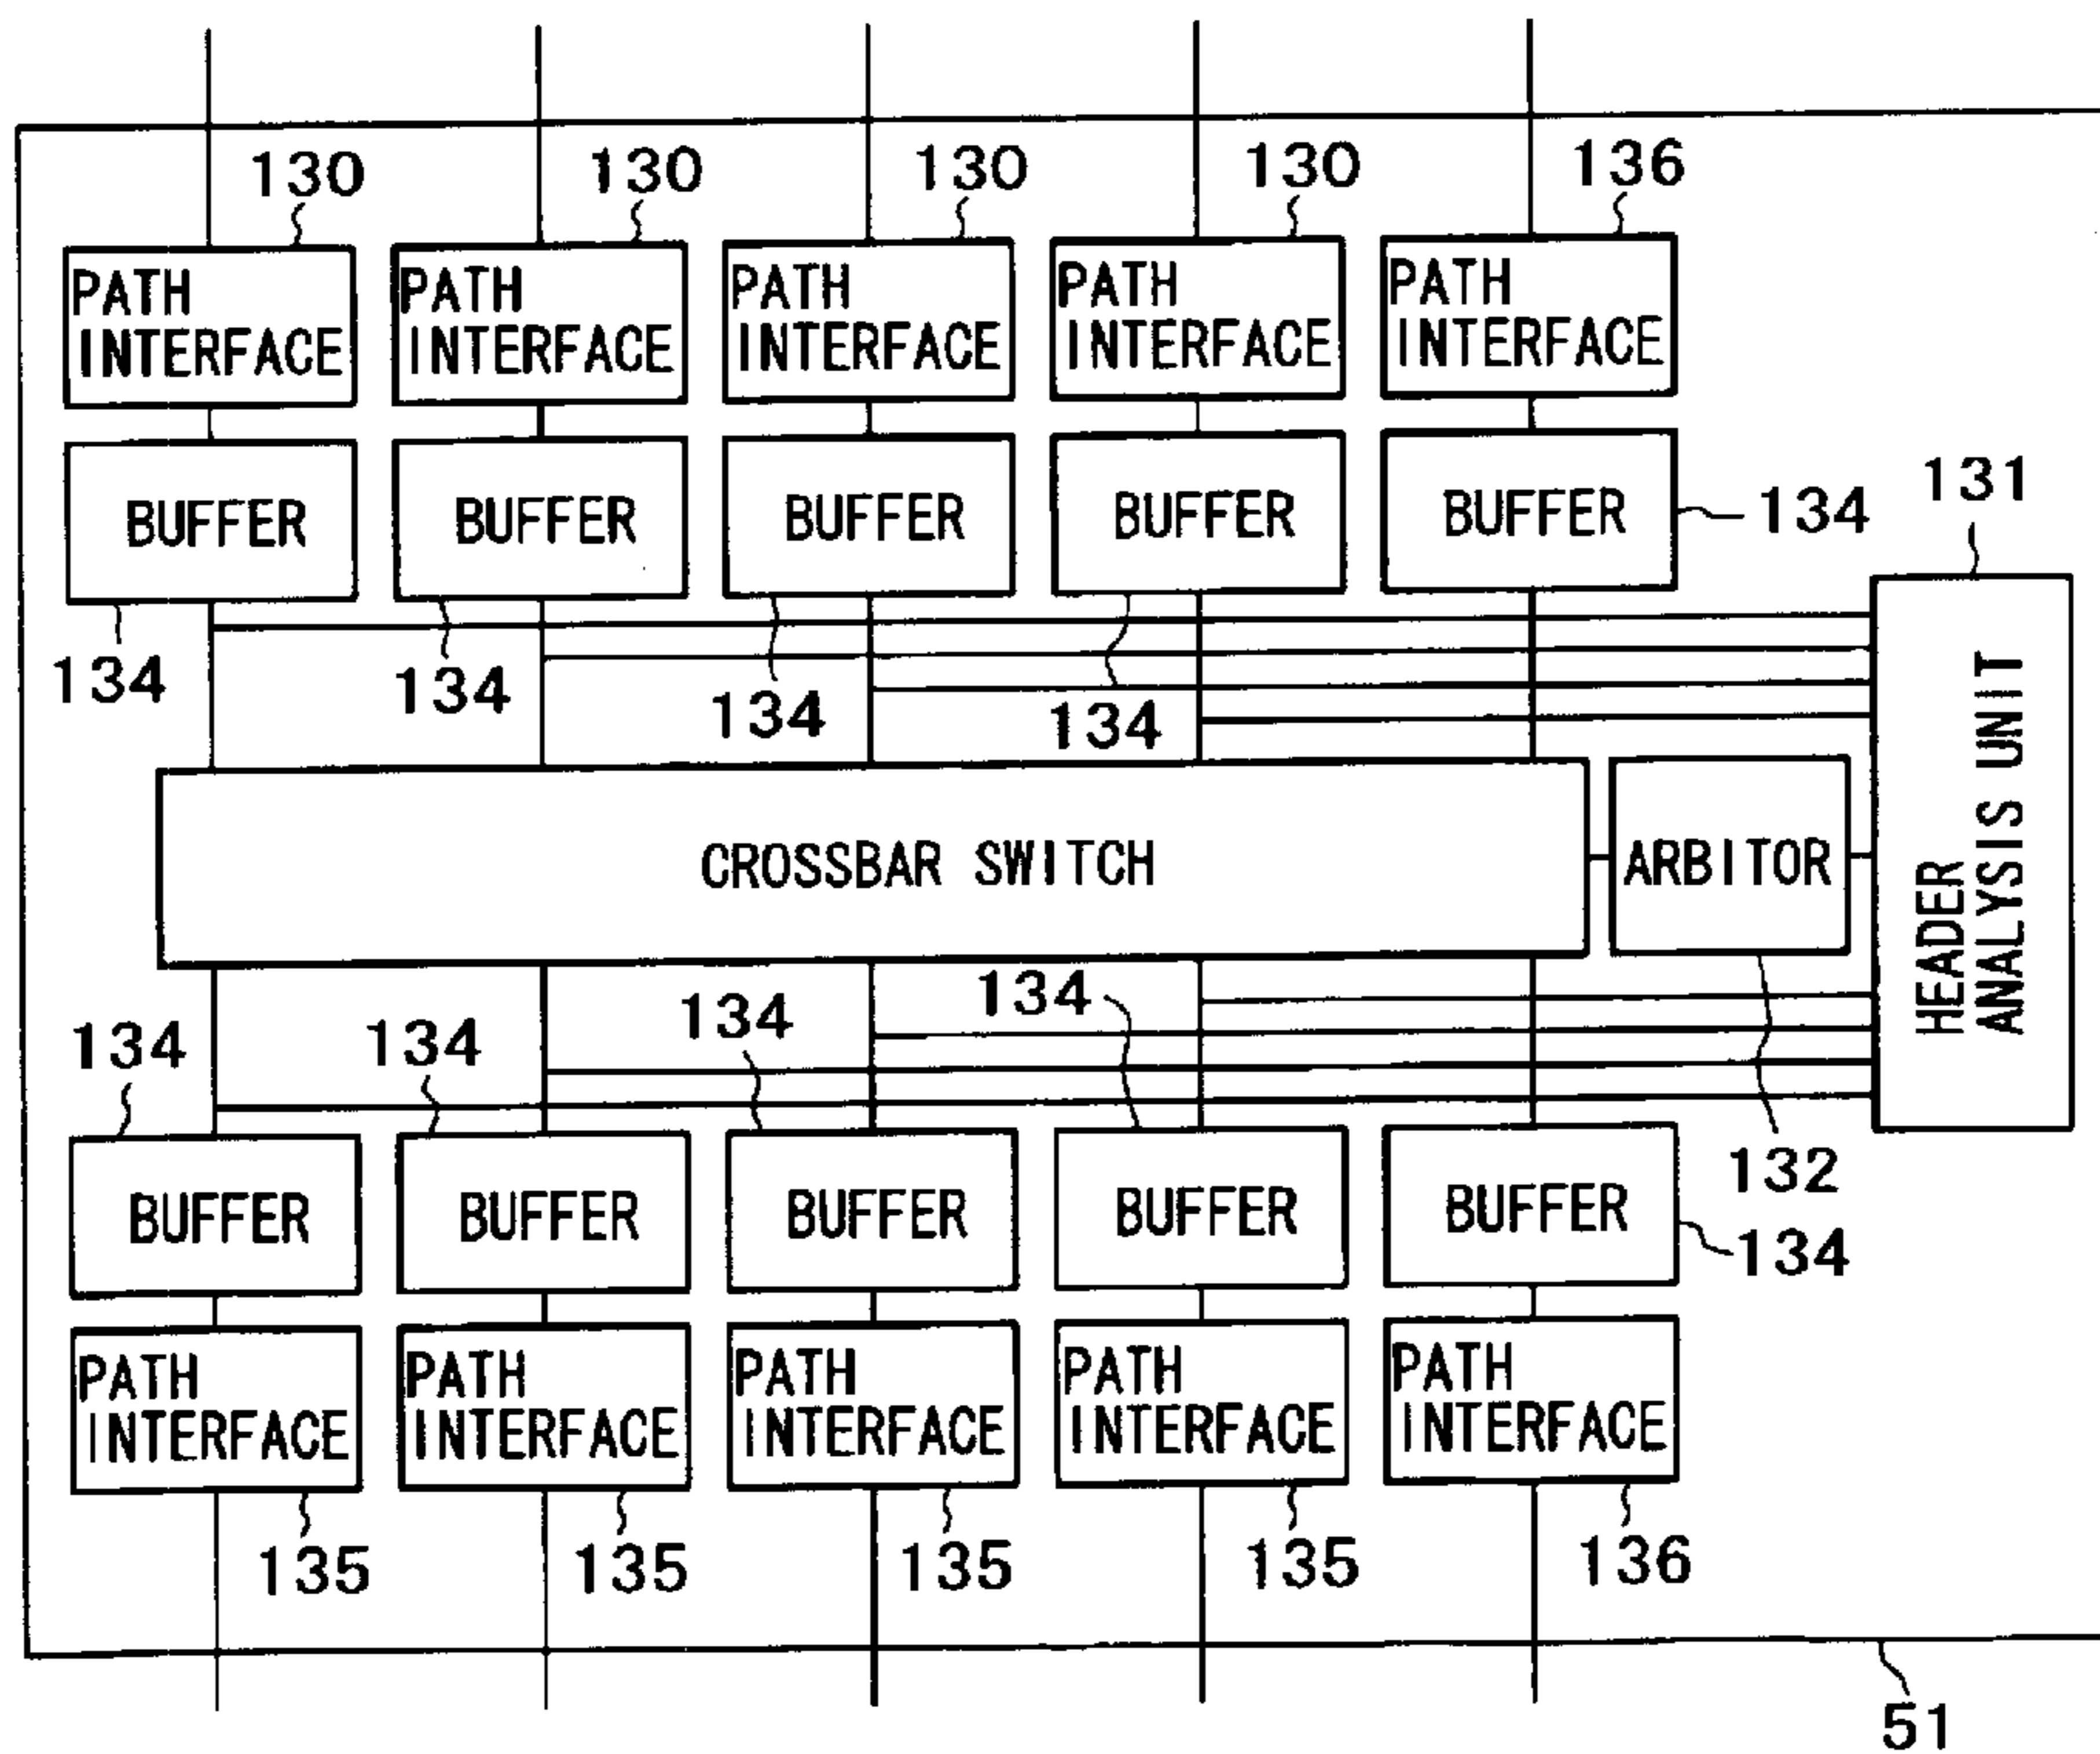 130 130 130 130 136
PATH INTERFACE
PATH INTERFACE
PATH INTERFACE
PATH INTERFACE
PATH INTERFACE
BUFFER BUFFER BUFFER BUFFER BUFFER
134
131
134 134 134 134
HEADER
ANALYSIS UNIT
CROSSBAR SWITCH
ARBITOR
134 134 134 134
132
BUFFER BUFFER BUFFER BUFFER BUFFER
134
PATH INTERFACE
PATH INTERFACE
PATH INTERFACE
PATH INTERFACE
PATH INTERFACE
135 135 135 135 136
51